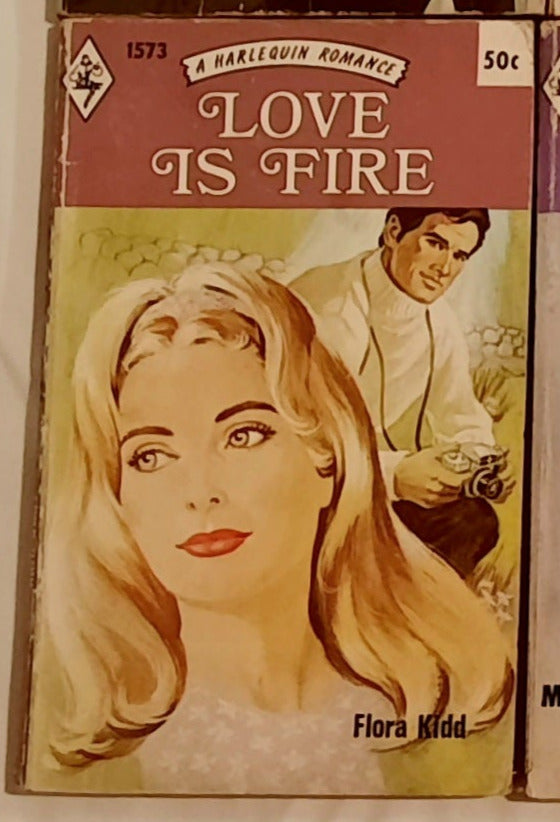 1573
A HARLEQUIN ROMANCE
50¢
LOVE
IS FIRE
Flora Kidd
M